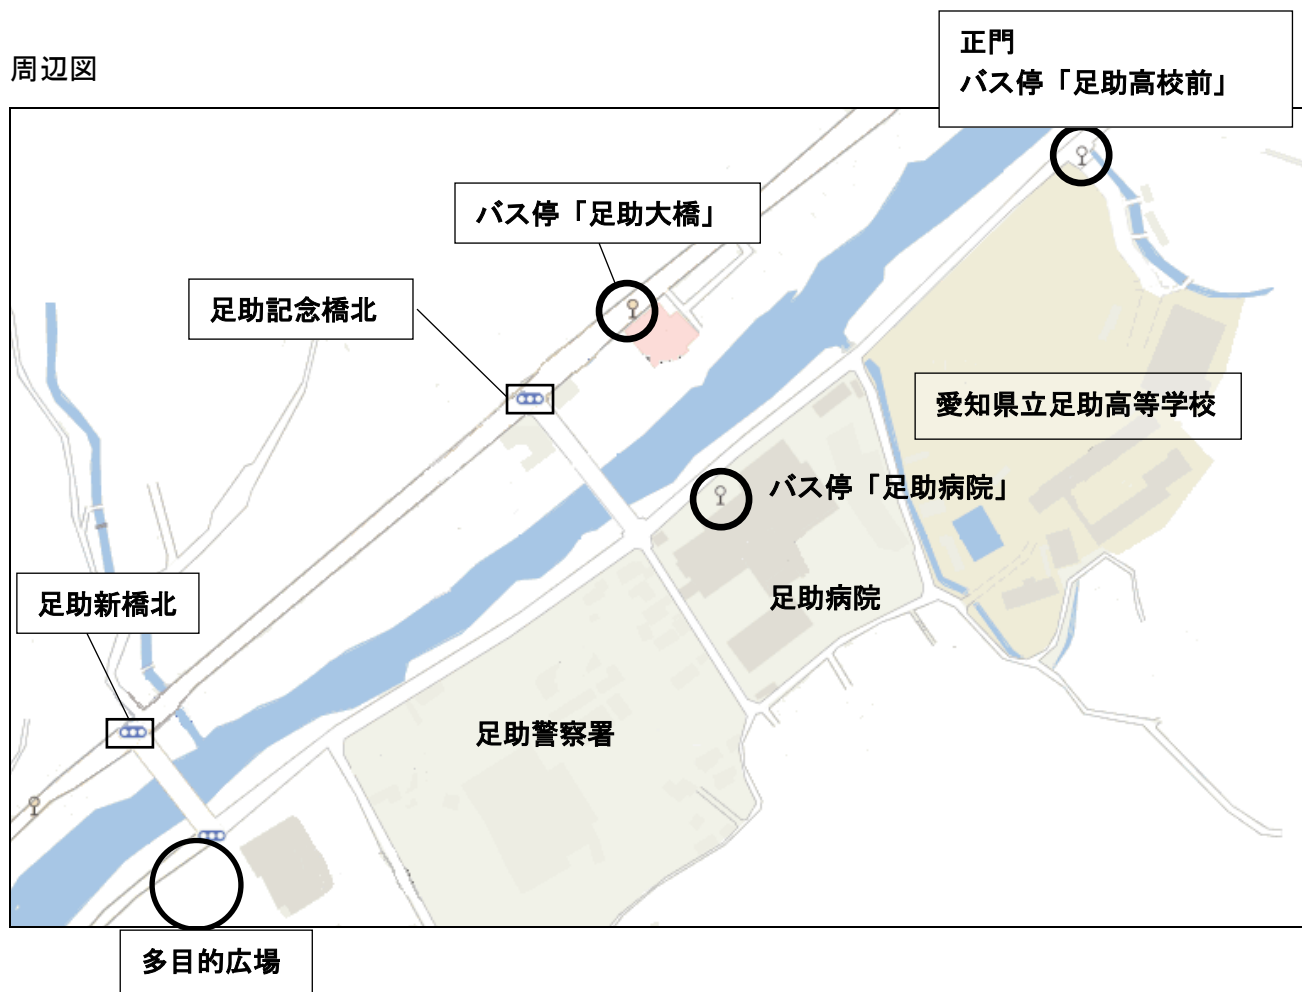 正門
バス停「足助高校前」
周辺図
バス停「足助大橋」
足助記念橋北
愛知県立足助高等学校
バス停「足助病院」
足助病院
足助新橋北
足助警察署
多目的広場